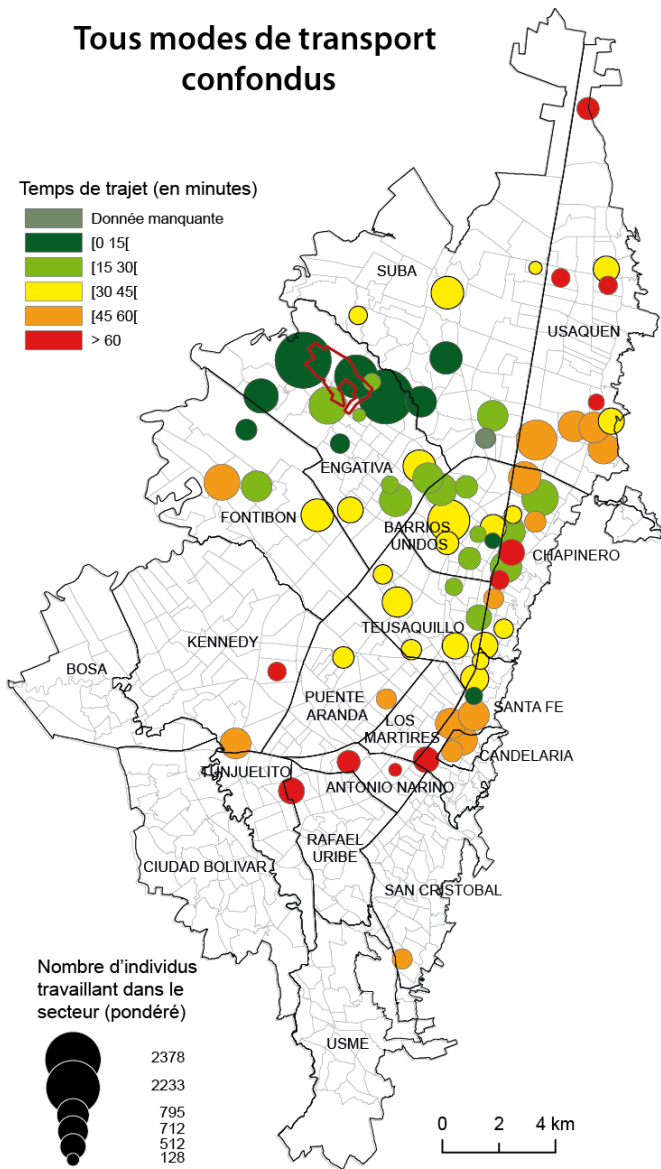 Tous modes de transport
confondus
Temps de trajet (en minutes)
Donnée manquante
[0 15[
[15 30[
[30 45[
[45 60[
> 60
SUBA
USAQUEN
ENGATIVA
FONTIBON
BARRIOS
UNIDOS
CHAPINERO
KENNEDY
TEUSAQUILLO
BOSA
PUENTE
ARANDA
SANTA FE
LOS
MARTIRES
CANDELARIA
TUNJUELITO
ANTONIO NARINO
RAFAEL
URIBE
CIUDAD BOLIVAR
SAN CRISTOBAL
USME
Nombre d'individus
travaillant dans le
secteur (pondéré)
2378
2233
795
712
512
128
0 2 4 km